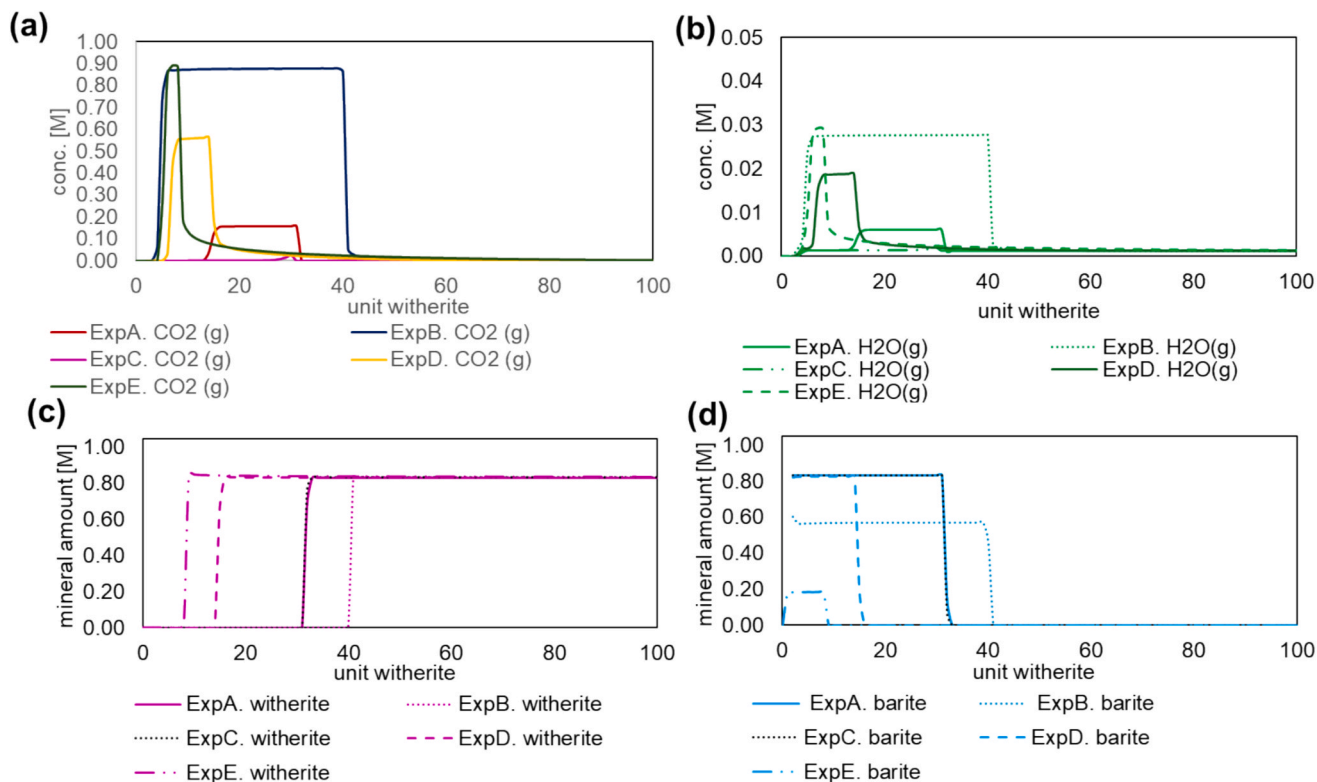 (a)
1.00
0.90
0.80
0.70
0.60
0.50
0.40
0.30
0.20
0.10
0.00
conc. [M]
0 20 40 60 80 100
unit witherite
ExpA. CO2 (g) ExpB. CO2 (g)
ExpC. CO2 (g) ExpD. CO2 (g)
ExpE. CO2 (g)
(b)
0.05
0.04
0.03
0.02
0.01
0.00
conc. [M]
0 20 40 60 80 100
unit witherite
ExpA. H2O(g) ExpB. H2O(g)
ExpC. H2O(g) ExpD. H2O(g)
ExpE. H2O(g)
(c)
1.00
0.80
0.60
0.40
0.20
0.00
mineral amount [M]
0 20 40 60 80 100
unit witherite
ExpA. witherite ExpB. witherite
ExpC. witherite ExpD. witherite
ExpE. witherite
(d)
1.00
0.80
0.60
0.40
0.20
0.00
mineral amount [M]
0 20 40 60 80 100
unit witherite
ExpA. barite ExpB. barite
ExpC. barite ExpD. barite
ExpE. barite